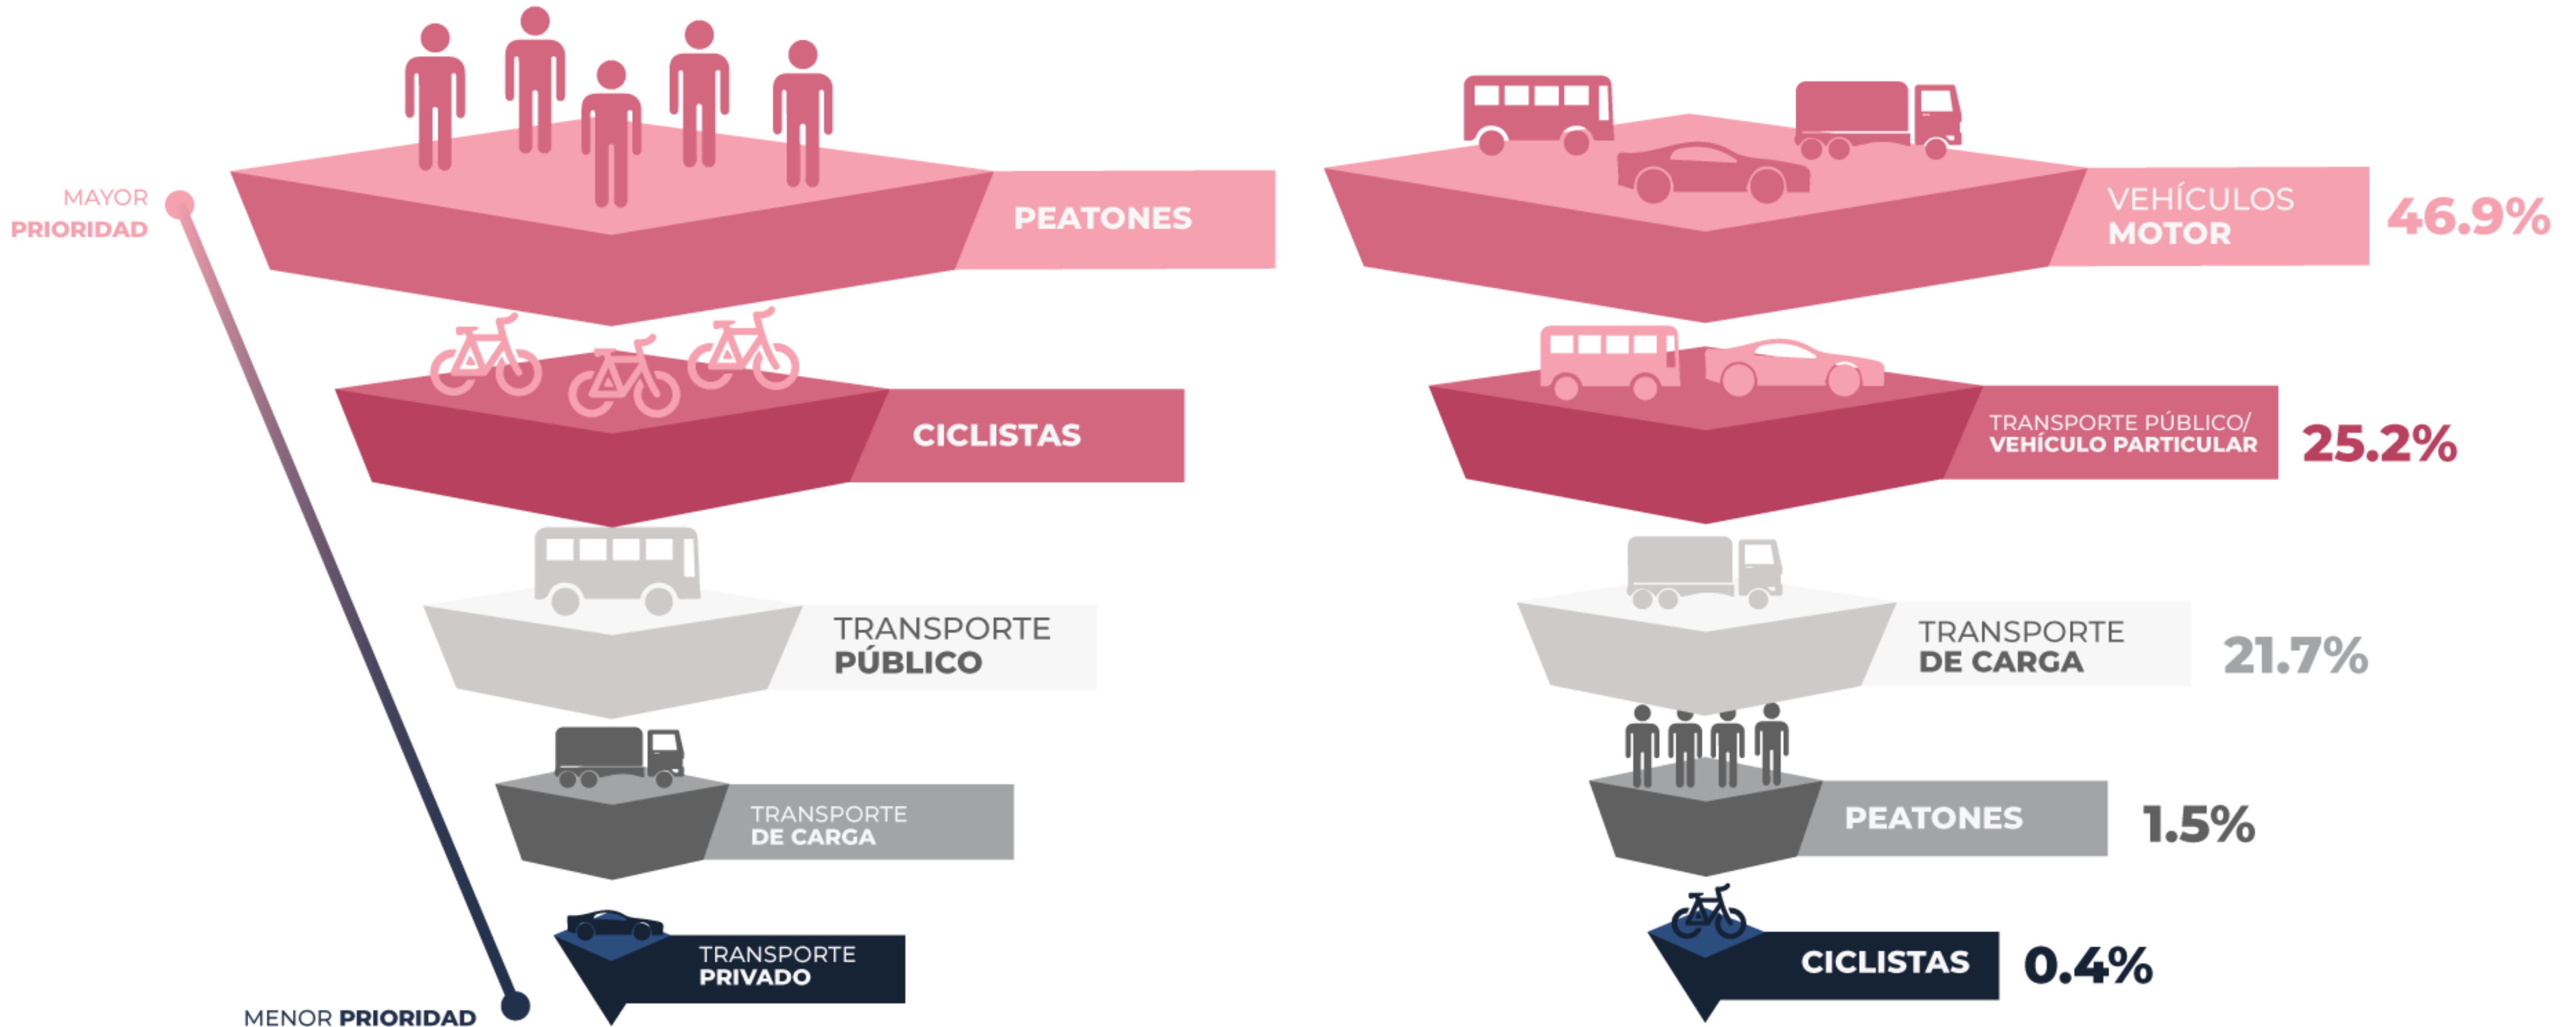 MAYOR
PRIORIDAD
PEATONES
CICLISTAS
TRANSPORTE
PÚBLICO
TRANSPORTE
DE CARGA
TRANSPORTE
PRIVADO
MENOR PRIORIDAD
VEHÍCULOS
MOTOR
46.9%
TRANSPORTE PÚBLICO/
VEHÍCULO PARTICULAR
25.2%
TRANSPORTE
DE CARGA
21.7%
PEATONES
1.5%
CICLISTAS
0.4%